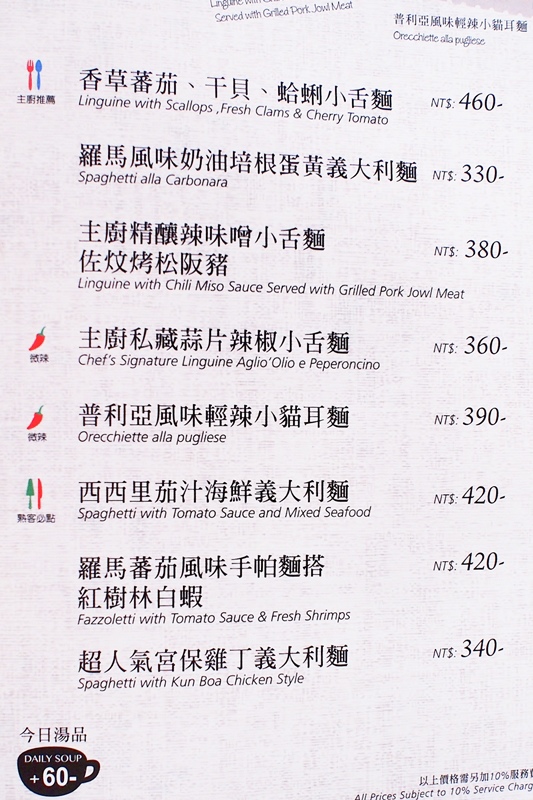 Served with Grilled Pork Jowl Meat
普利亞風味輕辣小貓耳麵
Orecchiette alla pugliese
主廚推薦
香草蕃茄、干貝、蛤蜊小舌麵 NT$: 460-
Linguine with Scallops ,Fresh Clams & Cherry Tomato
羅馬風味奶油培根蛋黃義大利麵 NT$: 330-
Spaghetti alla Carbonara
主廚精釀辣味噌小舌麵 NT$: 380-
佐炆烤松阪豬
Linguine with Chili Miso Sauce Served with Grilled Pork Jowl Meat
微辣
主廚私藏蒜片辣椒小舌麵 NT$: 360-
Chef's Signature Linguine Aglio'Olio e Peperoncino
微辣
普利亞風味輕辣小貓耳麵 NT$: 390-
Orecchiette alla pugliese
熟客必點
西西里茄汁海鮮義大利麵 NT$: 420-
Spaghetti with Tomato Sauce and Mixed Seafood
羅馬蕃茄風味手帕麵搭 NT$: 420-
紅樹林白蝦
Fazzoletti with Tomato Sauce & Fresh Shrimps
超人氣宮保雞丁義大利麵 NT$: 340-
Spaghetti with Kun Boa Chicken Style
今日湯品
DAILY SOUP
+60-
以上價格需另加10%服務費
All Prices Subject to 10% Service Charg